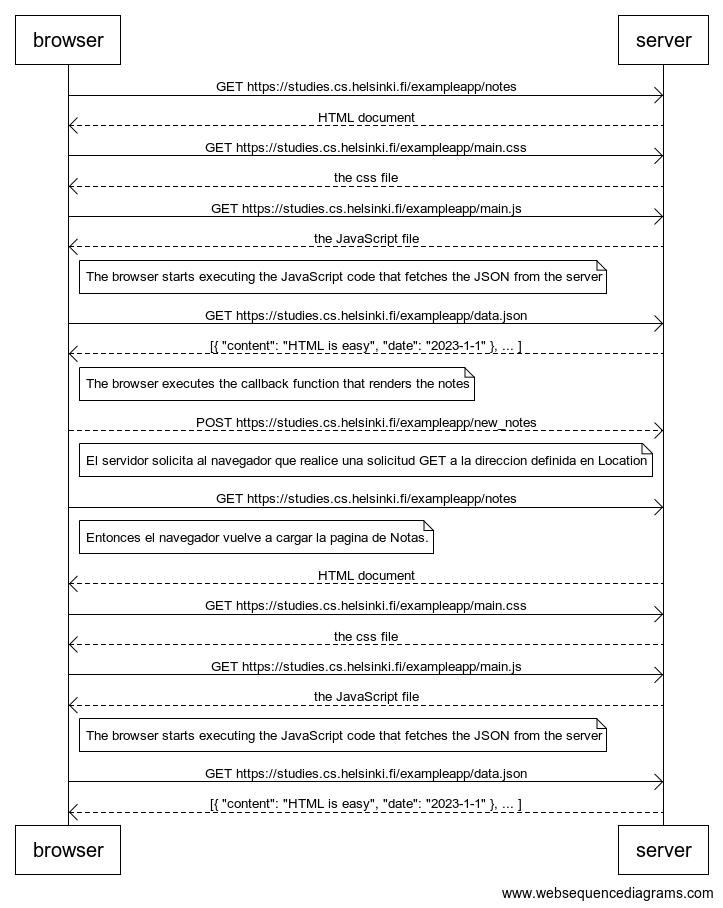 browser
server
GET https://studies.cs.helsinki.fi/exampleapp/notes
HTML document
GET https://studies.cs.helsinki.fi/exampleapp/main.css
the css file
GET https://studies.cs.helsinki.fi/exampleapp/main.js
the JavaScript file
The browser starts executing the JavaScript code that fetches the JSON from the server
GET https://studies.cs.helsinki.fi/exampleapp/data.json
[{ "content": "HTML is easy", "date": "2023-1-1" }, ... ]
The browser executes the callback function that renders the notes
POST https://studies.cs.helsinki.fi/exampleapp/new_notes
El servidor solicita al navegador que realice una solicitud GET a la direccion definida en Location
GET https://studies.cs.helsinki.fi/exampleapp/notes
Entonces el navegador vuelve a cargar la pagina de Notas.
HTML document
GET https://studies.cs.helsinki.fi/exampleapp/main.css
the css file
GET https://studies.cs.helsinki.fi/exampleapp/main.js
the JavaScript file
The browser starts executing the JavaScript code that fetches the JSON from the server
GET https://studies.cs.helsinki.fi/exampleapp/data.json
[{ "content": "HTML is easy", "date": "2023-1-1" }, ... ]
browser
server
www.websequencediagrams.com